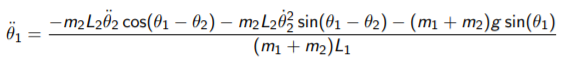 θ̈₁ = (−m₂L₂θ̈₂ cos(θ₁ − θ₂) − m₂L₂θ̇₂² sin(θ₁ − θ₂) − (m₁ + m₂)g sin(θ₁)) / ((m₁ + m₂)L₁)